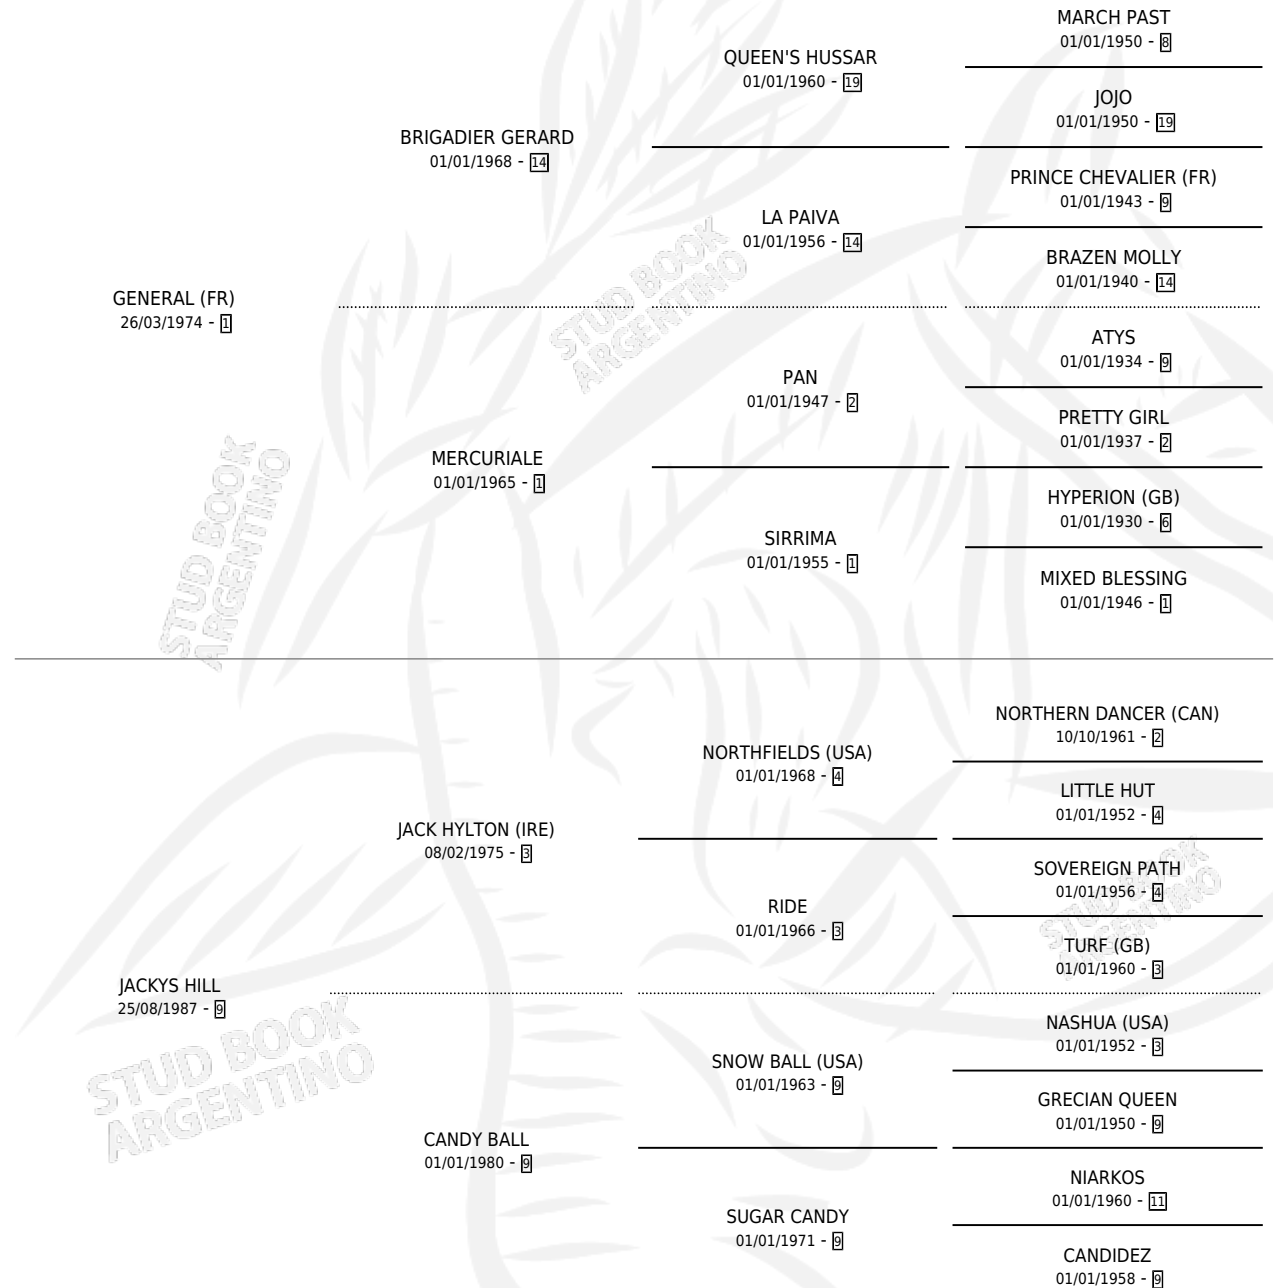 MARCH PAST
01/01/1950 - 8
QUEEN'S HUSSAR
01/01/1960 - 19
JOJO
01/01/1950 - 19
BRIGADIER GERARD
01/01/1968 - 14
PRINCE CHEVALIER (FR)
01/01/1943 - 9
LA PAIVA
01/01/1956 - 14
BRAZEN MOLLY
01/01/1940 - 14
GENERAL (FR)
26/03/1974 - 1
ATYS
01/01/1934 - 9
PAN
01/01/1947 - 2
PRETTY GIRL
01/01/1937 - 2
MERCURIALE
01/01/1965 - 1
HYPERION (GB)
01/01/1930 - 6
SIRRIMA
01/01/1955 - 1
MIXED BLESSING
01/01/1946 - 1
STUD BOOK
ARGENTINO
STUD BOOK
ARGENTINO
NORTHERN DANCER (CAN)
10/10/1961 - 2
NORTHFIELDS (USA)
01/01/1968 - 4
LITTLE HUT
01/01/1952 - 4
JACK HYLTON (IRE)
08/02/1975 - 3
SOVEREIGN PATH
01/01/1956 - 4
RIDE
01/01/1966 - 3
TURF (GB)
01/01/1960 - 3
JACKYS HILL
25/08/1987 - 9
NASHUA (USA)
01/01/1952 - 3
SNOW BALL (USA)
01/01/1963 - 9
GRECIAN QUEEN
01/01/1950 - 9
CANDY BALL
01/01/1980 - 9
NIARKOS
01/01/1960 - 11
SUGAR CANDY
01/01/1971 - 9
CANDIDEZ
01/01/1958 - 9
STUD BOOK
ARGENTINO
STUD BOOK
ARGENTINO